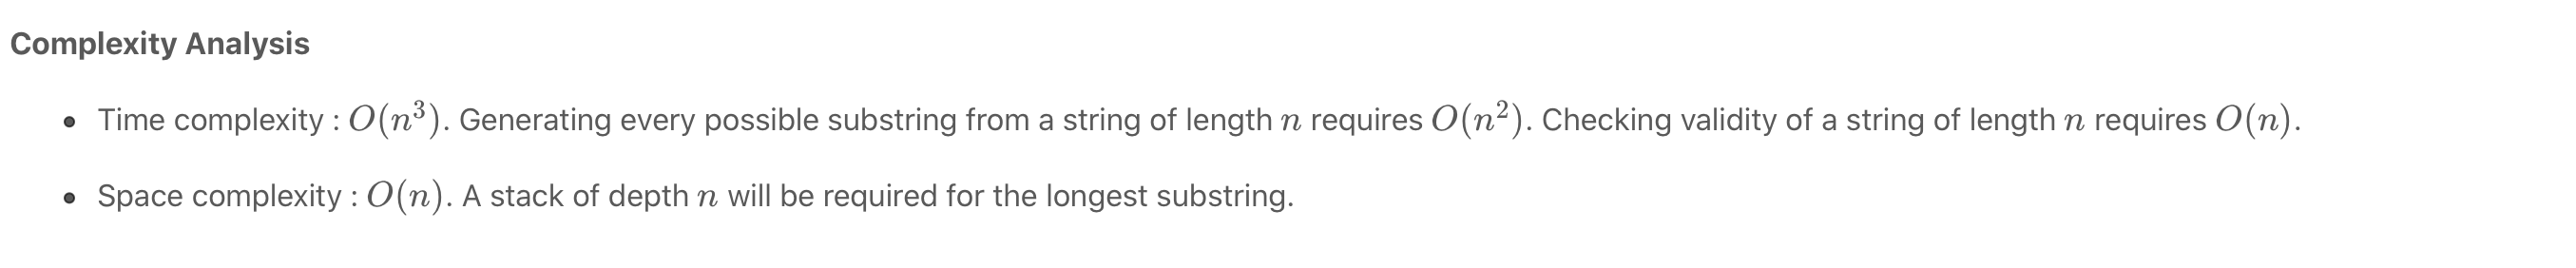 Complexity Analysis
• Time complexity : O(n³). Generating every possible substring from a string of length n requires O(n²). Checking validity of a string of length n requires O(n).
• Space complexity : O(n). A stack of depth n will be required for the longest substring.